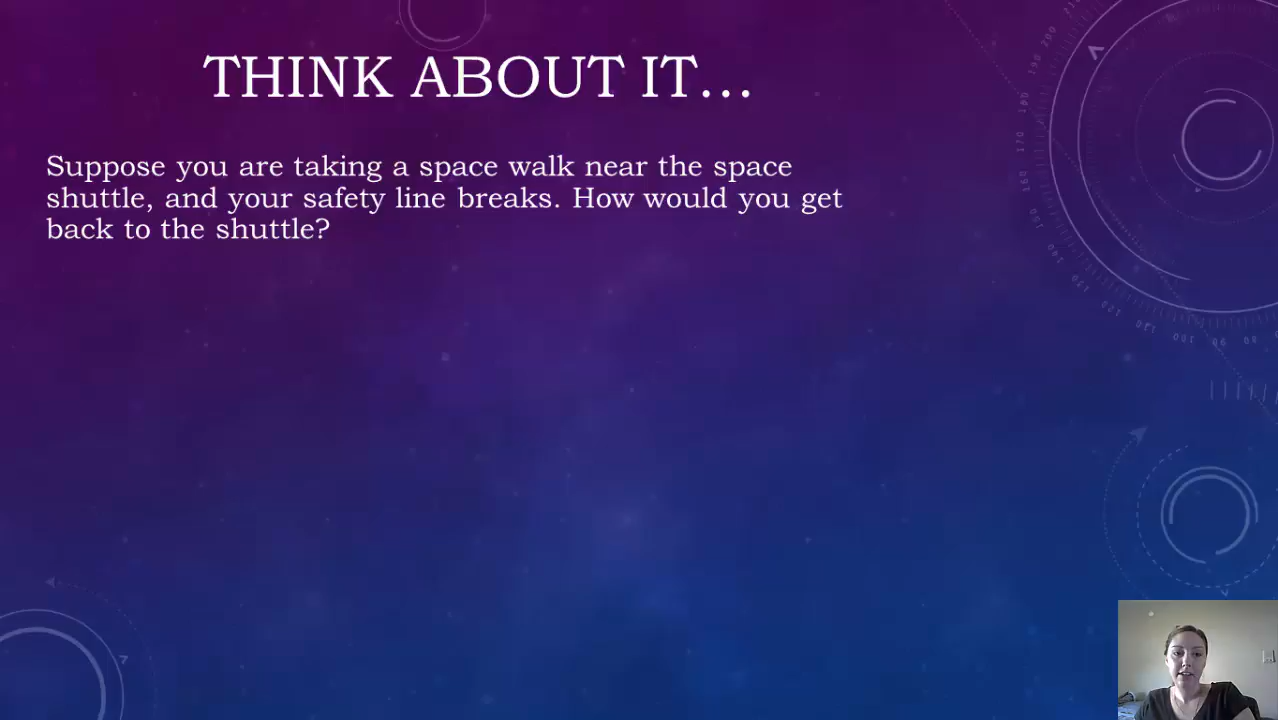 THINK ABOUT IT...
Suppose you are taking a space walk near the space
shuttle, and your safety line breaks. How would you get
back to the shuttle?